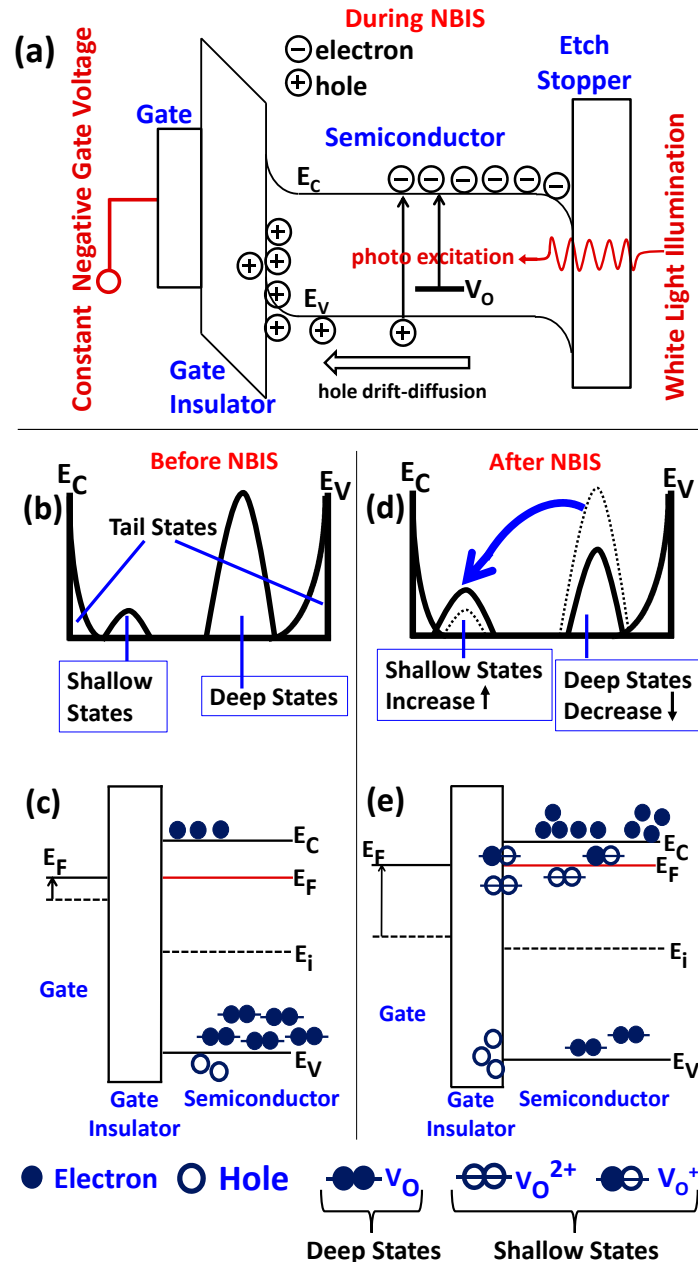 (a)
During NBIS
⊖ electron
⊕ hole
Etch
Stopper
Gate
Semiconductor
Constant Negative Gate Voltage
E_C
photo excitation
White Light Illumination
V_O
E_V
Gate
Insulator
hole drift-diffusion
Before NBIS
E_C
E_V
(b)
Tail States
Shallow
States
Deep States
After NBIS
E_C
E_V
(d)
Shallow States
Increase ↑
Deep States
Decrease ↓
(c)
E_C
E_F
E_F
E_i
Gate
E_V
Gate
Insulator
Semiconductor
(e)
E_C
E_F
E_F
E_i
Gate
E_V
Gate
Insulator
Semiconductor
Electron
Hole
V_O
V_O^2+
V_O^+
Deep States
Shallow States